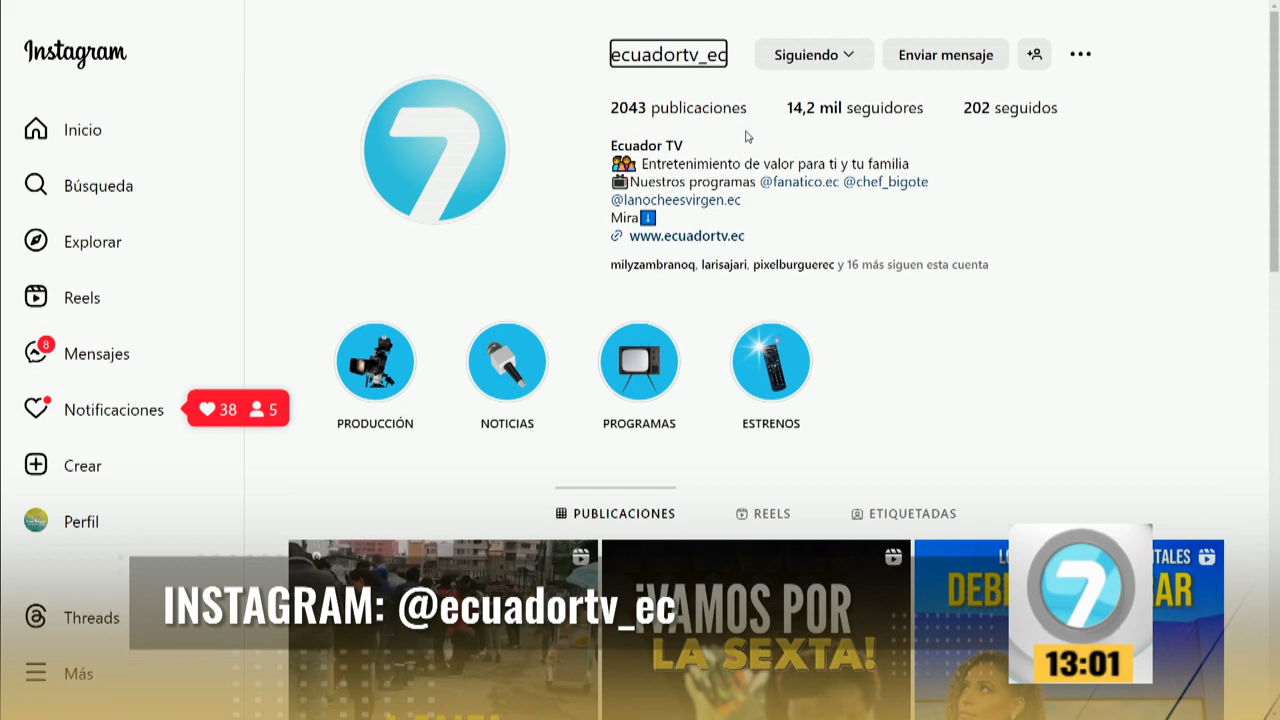 Instagram
Inicio
Búsqueda
Explorar
Reels
8
Mensajes
Notificaciones
38 5
Crear
Perfil
Threads
Más
ecuadortv_ec
Siguiendo
Enviar mensaje
2043 publicaciones 14,2 mil seguidores 202 seguidos
Ecuador TV
Entretenimiento de valor para ti y tu familia
Nuestros programas @fanatico.ec @chef_bigote
@lanocheesvirgen.ec
Mira
www.ecuadortv.ec
milyzambranoq, larisajari, pixelburguerec y 16 más siguen esta cuenta
PRODUCCIÓN NOTICIAS PROGRAMAS ESTRENOS
PUBLICACIONES REELS ETIQUETADAS
¡VAMOS POR
LA SEXTA!
INSTAGRAM: @ecuadortv_ec
7
13:01